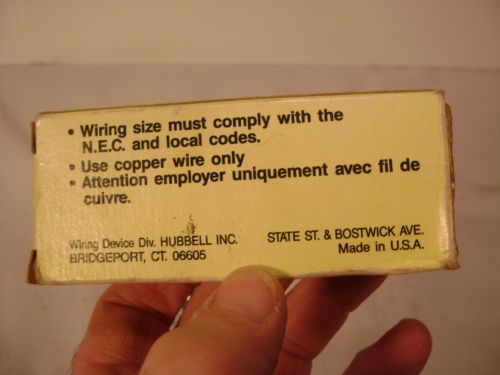 • Wiring size must comply with the
N.E.C. and local codes.
• Use copper wire only
• Attention employer uniquement avec fil de
cuivre.
Wiring Device Div. HUBBELL INC.
BRIDGEPORT, CT. 06605
STATE ST. & BOSTWICK AVE.
Made in U.S.A.